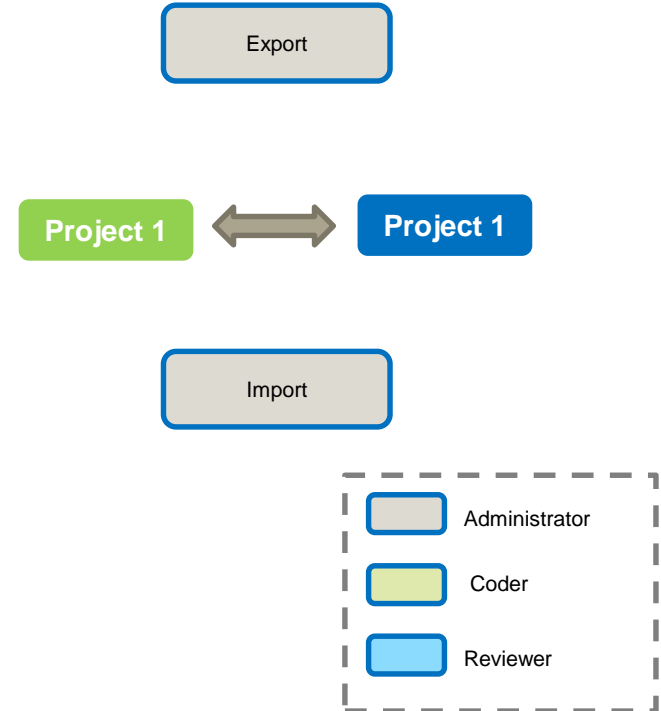 Export
Project 1
Project 1
Import
Administrator
Coder
Reviewer